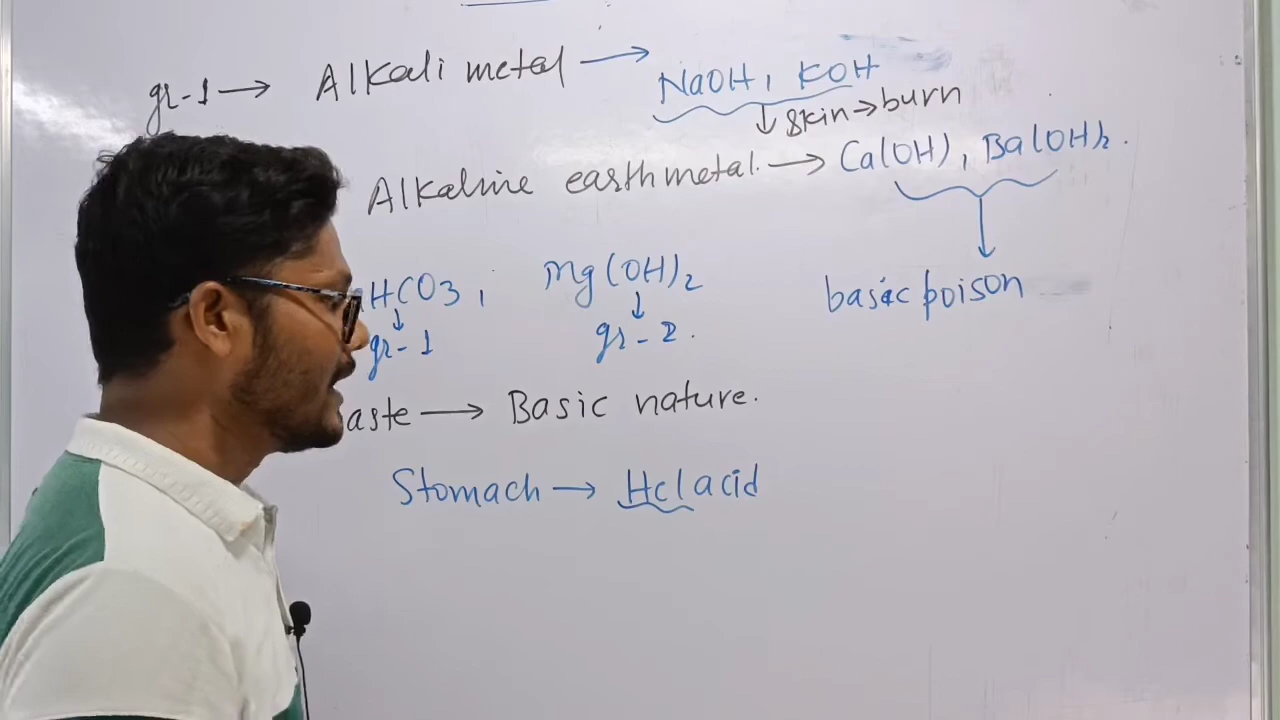 gr-1 → Alkali metal → NaOH, KOH
↓ skin → burn
Alkaline earth metal. → Ca(OH), Ba(OH)2.
HCO3, Mg(OH)2
↓ ↓ ↓
gr-1 gr-2. basic poison
aste → Basic nature.
Stomach → Hcl acid